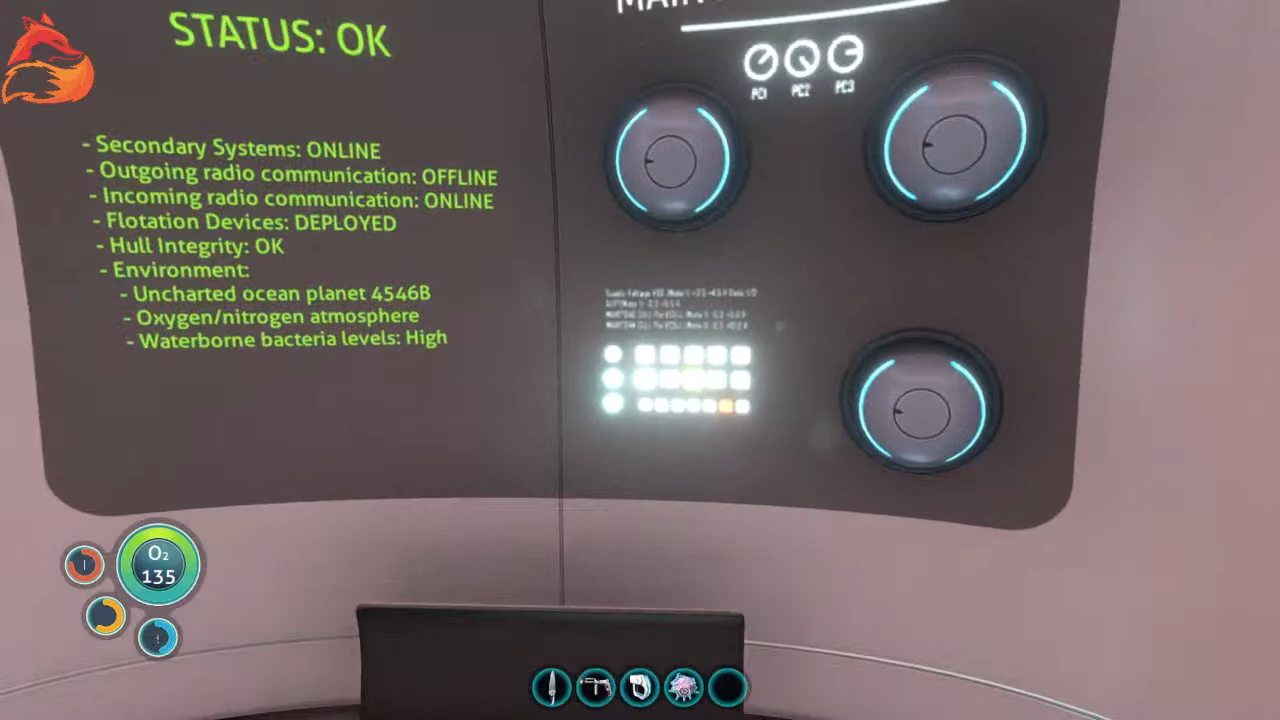 STATUS: OK
- Secondary Systems: ONLINE
- Outgoing radio communication: OFFLINE
- Incoming radio communication: ONLINE
- Flotation Devices: DEPLOYED
- Hull Integrity: OK
- Environment:
- Uncharted ocean planet 4546B
- Oxygen/nitrogen atmosphere
- Waterborne bacteria levels: High
PC1 PC2 PC3
O₂
135